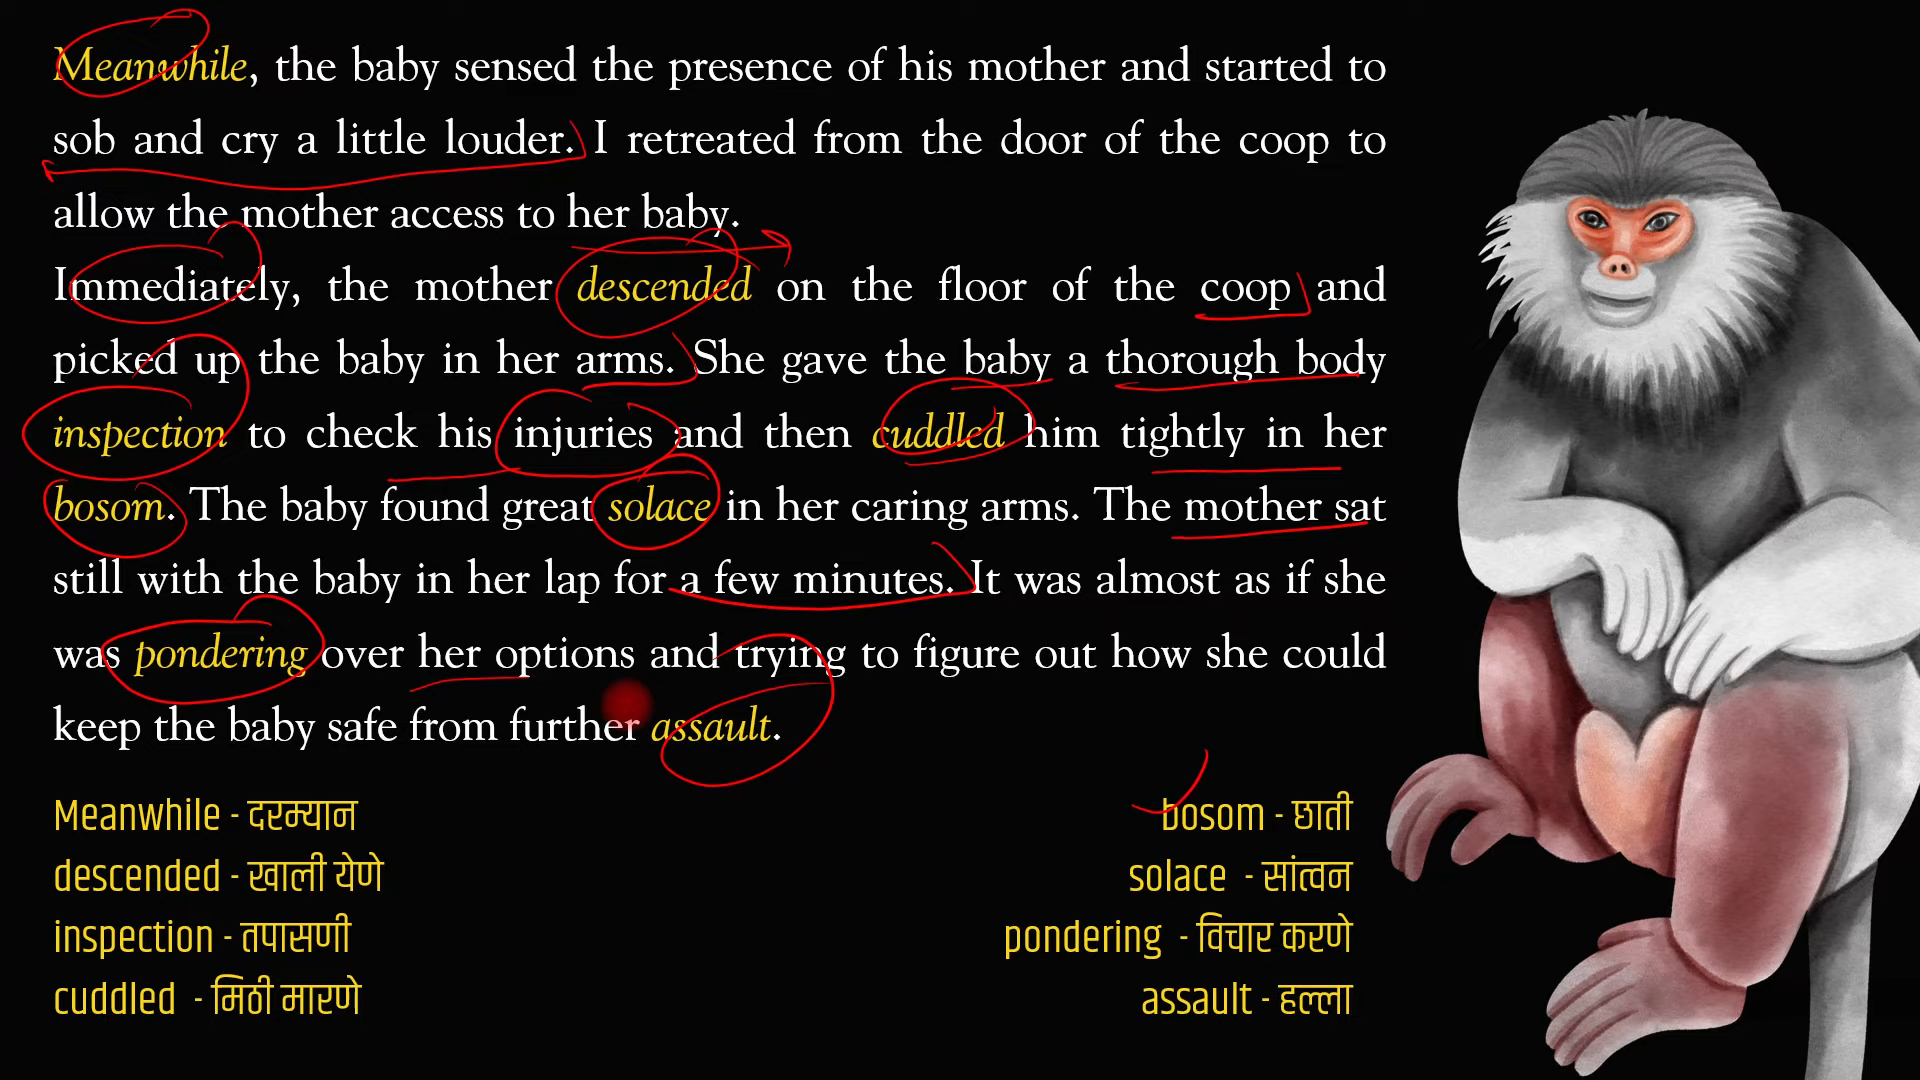 Meanwhile, the baby sensed the presence of his mother and started to
sob and cry a little louder. I retreated from the door of the coop to
allow the mother access to her baby.
Immediately, the mother descended on the floor of the coop and
picked up the baby in her arms. She gave the baby a thorough body
inspection to check his injuries and then cuddled him tightly in her
bosom. The baby found great solace in her caring arms. The mother sat
still with the baby in her lap for a few minutes. It was almost as if she
was pondering over her options and trying to figure out how she could
keep the baby safe from further assault.
Meanwhile - दरम्यान
descended - खाली येणे
inspection - तपासणी
cuddled - मिठी मारणे
bosom - छाती
solace - सांत्वन
pondering - विचार करणे
assault - हल्ला